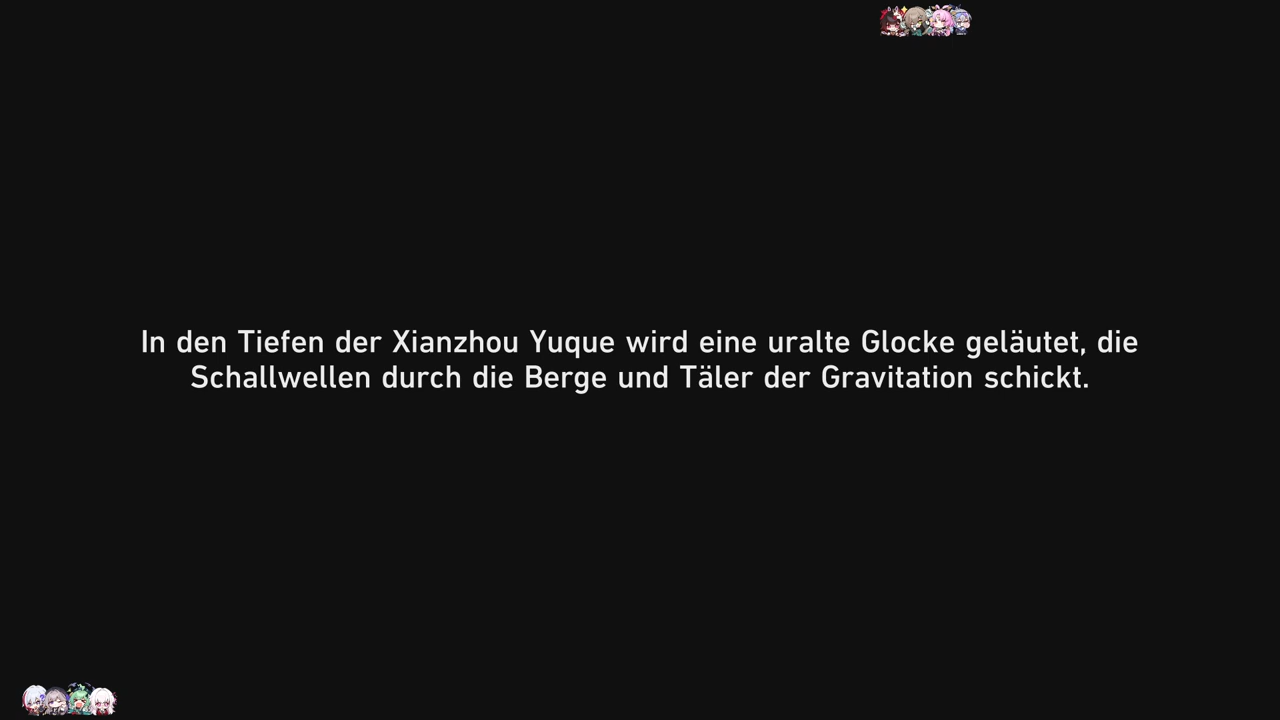 In den Tiefen der Xianzhou Yuque wird eine uralte Glocke geläutet, die
Schallwellen durch die Berge und Täler der Gravitation schickt.